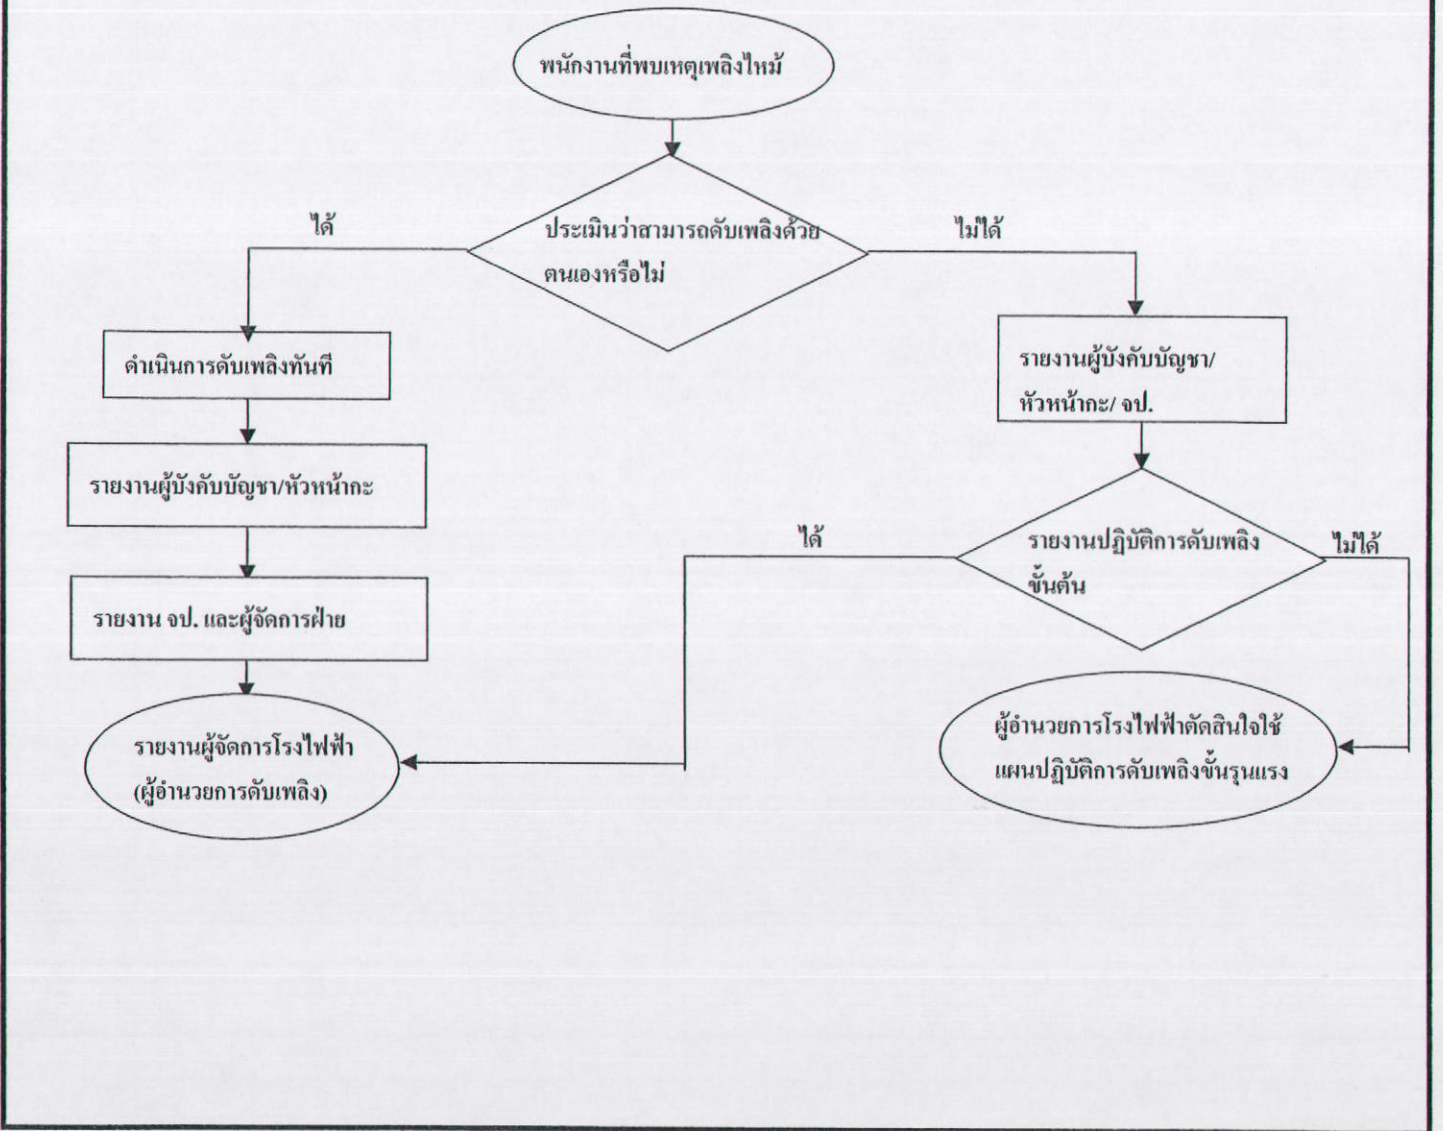 พนักงานที่พบเหตุเพลิงไหม้
ได้
ประเมินว่าสามารถดับเพลิงด้วย
ตนเองหรือไม่
ไม่ได้
ดำเนินการดับเพลิงทันที
รายงานผู้บังคับบัญชา/
หัวหน้ากะ/ จป.
รายงานผู้บังคับบัญชา/หัวหน้ากะ
ได้
รายงานปฏิบัติการดับเพลิง
ขั้นต้น
ไม่ได้
รายงาน จป. และผู้จัดการฝ่าย
รายงานผู้จัดการโรงไฟฟ้า
(ผู้อำนวยการดับเพลิง)
ผู้อำนวยการโรงไฟฟ้าตัดสินใจใช้
แผนปฏิบัติการดับเพลิงขั้นรุนแรง